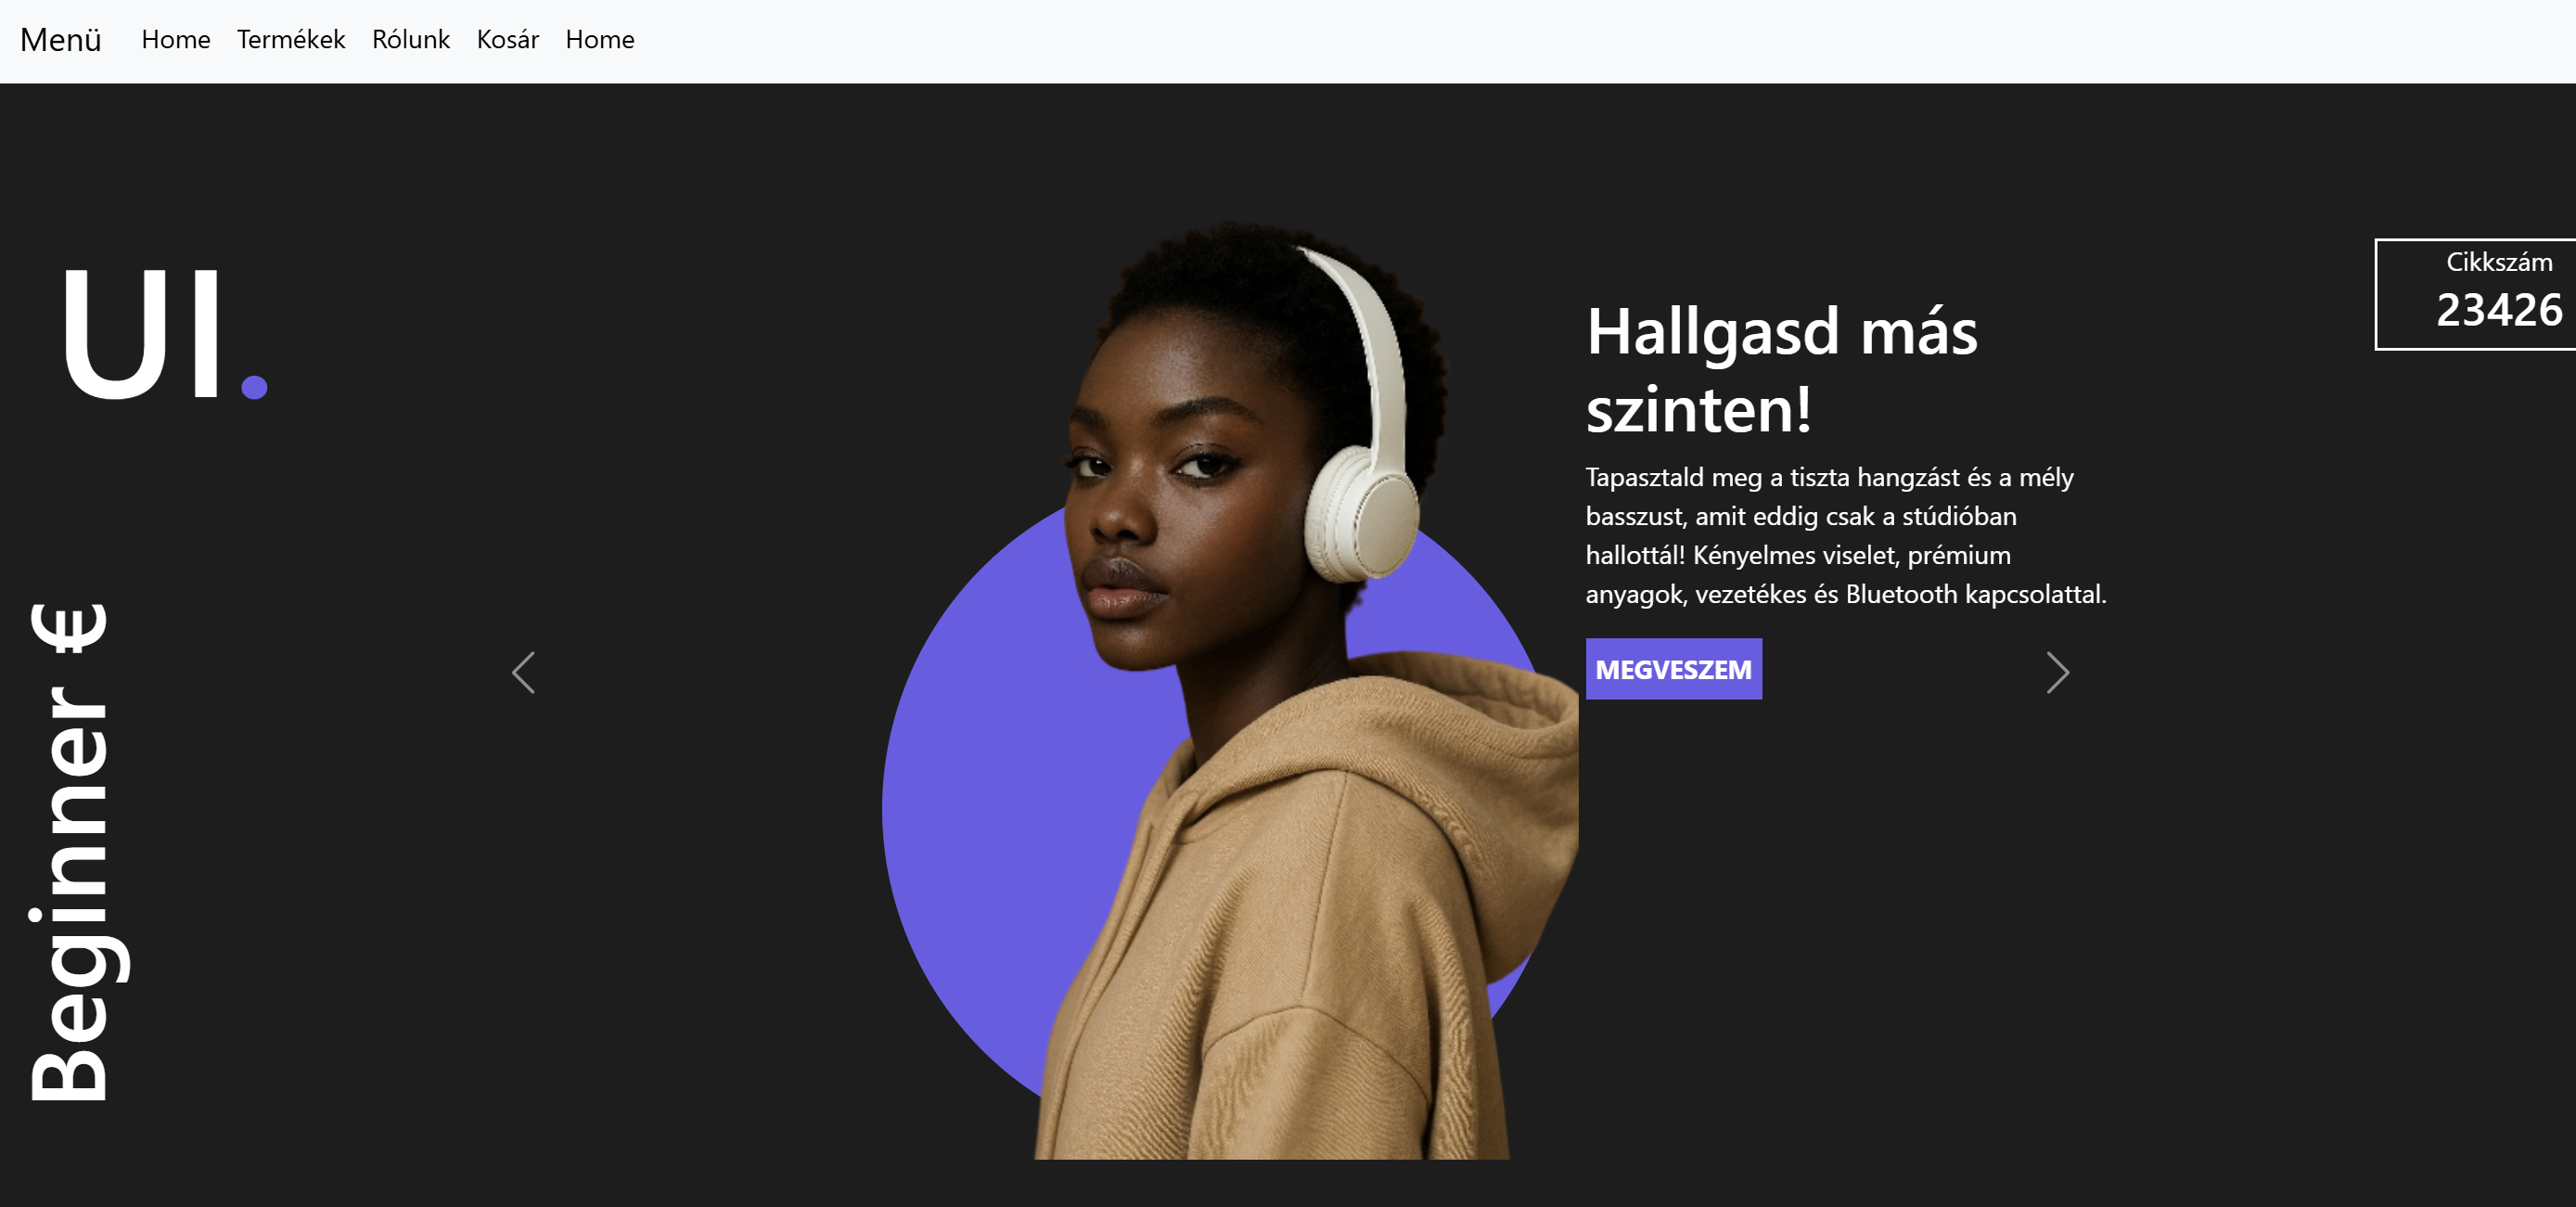 Menü Home Termékek Rólunk Kosár Home
UI.
Cikkszám
23426
Hallgasd más
szinten!
Tapasztald meg a tiszta hangzást és a mély
basszust, amit eddig csak a stúdióban
hallottál! Kényelmes viselet, prémium
anyagok, vezetékes és Bluetooth kapcsolattal.
MEGVESZEM
Beginner €